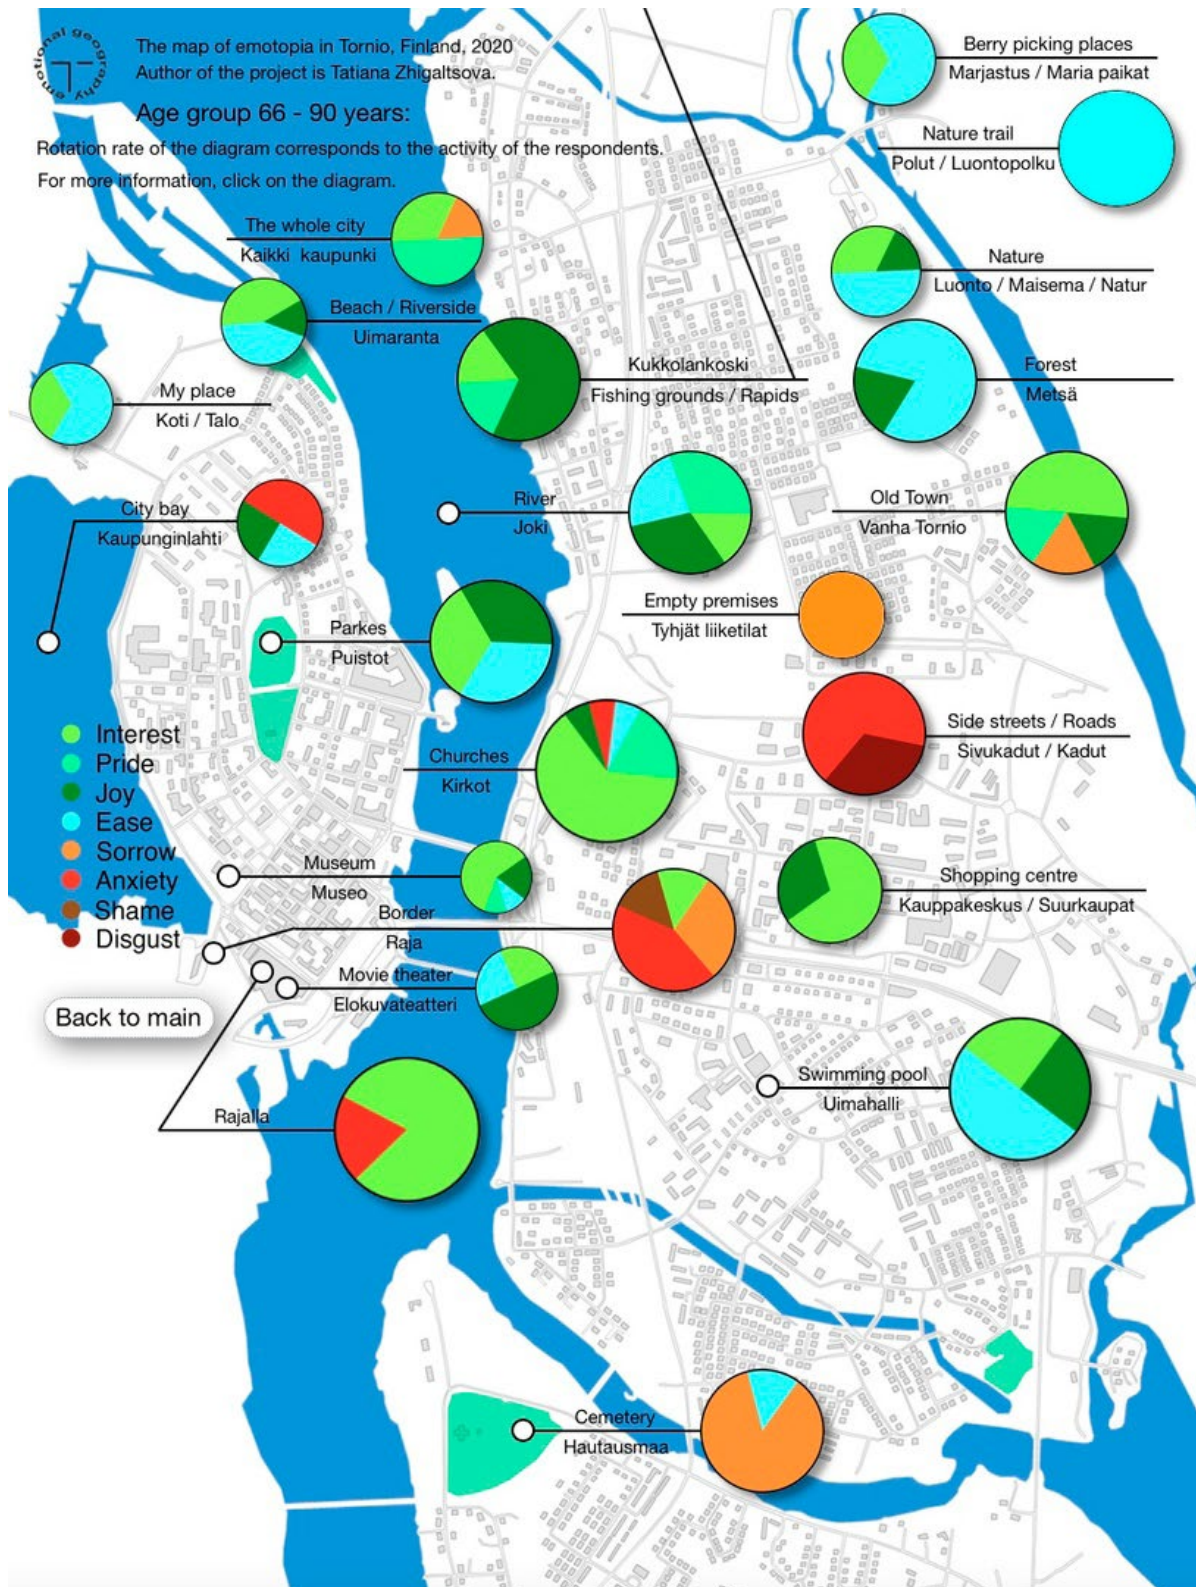 emotional geography
The map of emotopia in Tornio, Finland, 2020
Author of the project is Tatiana Zhigaltsova.
Age group 66 - 90 years:
Rotation rate of the diagram corresponds to the activity of the respondents.
For more information, click on the diagram.
Berry picking places
Marjastus / Maria paikat
Nature trail
Polut / Luontopolku
The whole city
Kaikki kaupunki
Nature
Luonto / Maisema / Natur
Beach / Riverside
Uimaranta
Kukkolankoski
Fishing grounds / Rapids
Forest
Metsä
My place
Koti / Talo
City bay
Kaupunginlahti
River
Joki
Old Town
Vanha Tornio
Empty premises
Tyhjät liiketilat
Parkes
Puistot
Side streets / Roads
Sivukadut / Kadut
Churches
Kirkot
Interest
Pride
Joy
Ease
Sorrow
Anxiety
Shame
Disgust
Museum
Museo
Shopping centre
Kauppakeskus / Suurkaupat
Border
Raja
Movie theater
Elokuvateatteri
Back to main
Swimming pool
Uimahalli
Rajalla
Cemetery
Hautausmaa